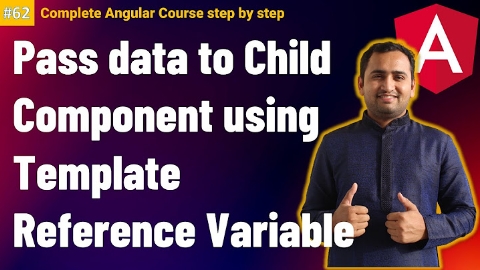 #62 Complete Angular Course step by step
Pass data to Child
Component using
Template
Reference Variable
A